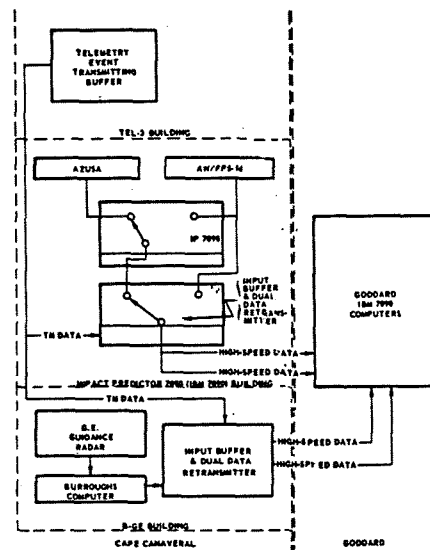 TELEMETRY
EVENT
TRANSMITTING
BUFFER
TEL-3 BUILDING
AZUSA
AN/FPS-16
IP 7090
INPUT
BUFFER
& DUAL
DATA
RETRANS-
MITTER
TM DATA
HIGH-SPEED DATA
HIGH-SPEED DATA
IMPACT PREDICTOR 7090 (IBM 7090) BUILDING
GODDARD
IBM 7090
COMPUTERS
TM DATA
G.E.
GUIDANCE
RADAR
BURROUGHS
COMPUTER
INPUT BUFFER
& DUAL DATA
RETRANSMITTER
HIGH-SPEED DATA
HIGH-SPEED DATA
B-GE BUILDING
CAPE CANAVERAL
GODDARD